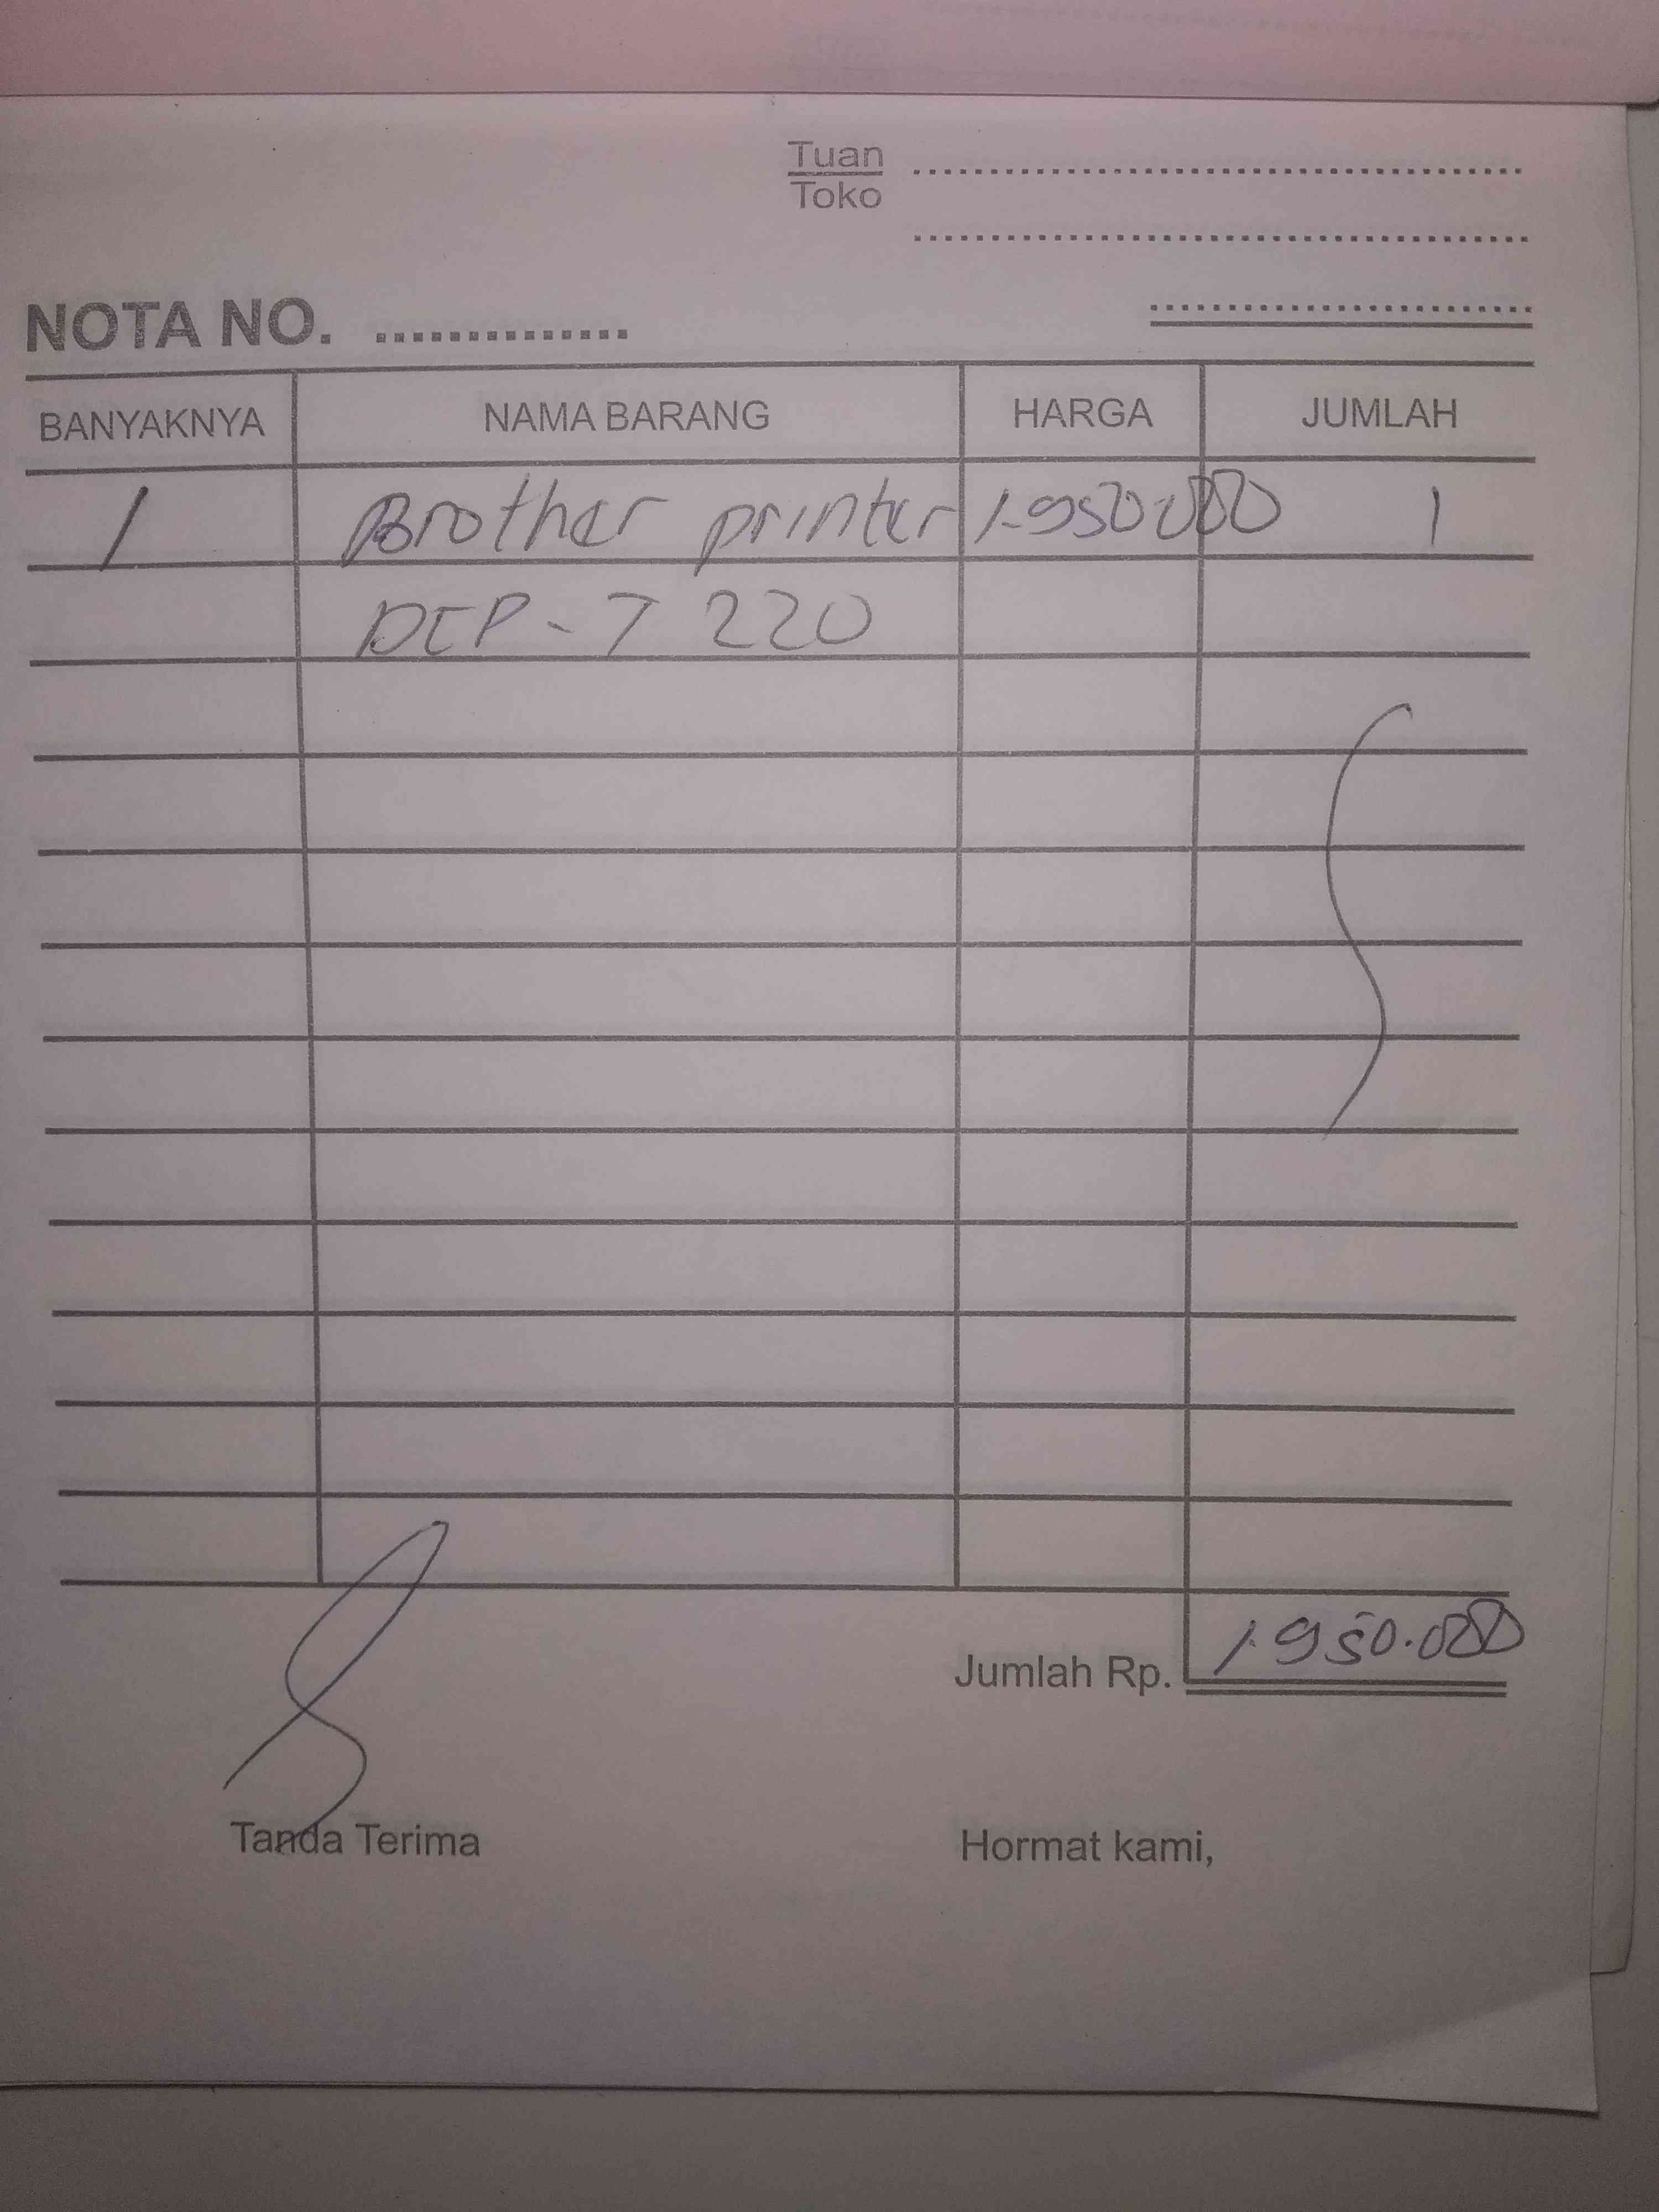 Tuan
Toko
NOTA NO.
BANYAKNYA NAMA BARANG HARGA JUMLAH
1 Brother printer 1.950.000 1
DCP - T 220
Jumlah Rp. 1.950.000
Tanda Terima Hormat kami,